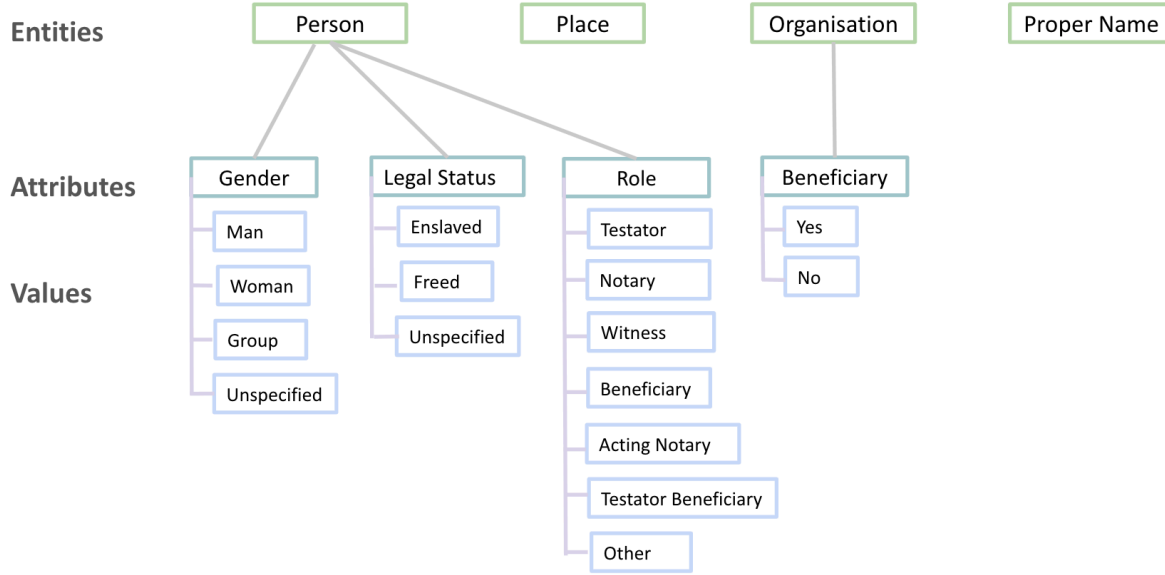 Entities
Person
Place
Organisation
Proper Name
Attributes
Gender
Legal Status
Role
Beneficiary
Values
Man
Woman
Group
Unspecified
Enslaved
Freed
Unspecified
Testator
Notary
Witness
Beneficiary
Acting Notary
Testator Beneficiary
Other
Yes
No